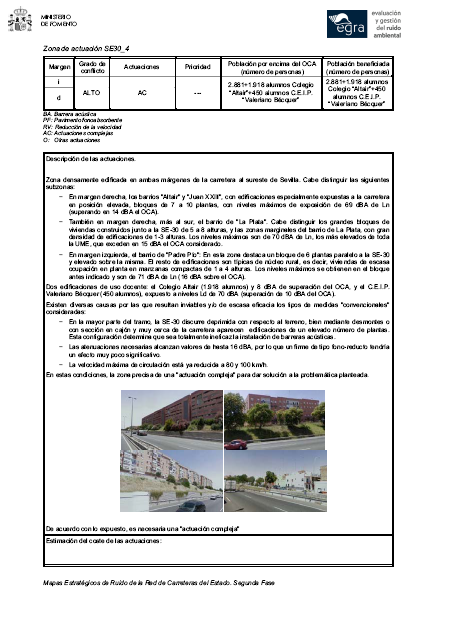 MINISTERIO
DE FOMENTO
egra
evaluación
y gestión
del ruido
ambiental
Zona de actuación SE30_4
Margen
Grado de
conflicto
Actuaciones
Prioridad
Población por encima del OCA
(número de personas)
Población beneficiada
(número de personas)
i
d
ALTO
AC
---
2.881+1.918 alumnos Colegio
"Altair"+450 alumnos C.E.I.P.
"Valeriano Bécquer"
2.881+1.918 alumnos
Colegio "Altair"+450
alumnos C.E.I.P.
"Valeriano Bécquer"
BA: Barrera acústica
PF: Pavimento fonoabsorbente
RV: Reducción de la velocidad
AC: Actuaciones complejas
O: Otras actuaciones
Descripción de las actuaciones.
Zona densamente edificada en ambas márgenes de la carretera al sureste de Sevilla. Cabe distinguir las siguientes
subzonas:
− En margen derecha, los barrios "Altair" y "Juan XXIII", con edificaciones especialmente expuestas a la carretera
en posición elevada, bloques de 7 a 10 plantas, con niveles máximos de exposición de 69 dBA de Ln
(superando en 14 dBA el OCA).
− También en margen derecha, más al sur, el barrio de "La Plata". Cabe distinguir los grandes bloques de
viviendas construidos junto a la SE-30 de 5 a 8 alturas, y las zonas marginales del barrio de La Plata, con gran
densidad de edificaciones de 1-3 alturas. Los niveles máximos son de 70 dBA de Ln, los más elevados de toda
la UME, que exceden en 15 dBA el OCA considerado.
− En margen izquierda, el barrio de "Padre Pío": En esta zona destaca un bloque de 6 plantas paralelo a la SE-30
y elevado sobre la misma. El resto de edificaciones son típicas de núcleo rural, es decir, viviendas de escasa
ocupación en planta en manzanas compactas de 1 a 4 alturas. Los niveles máximos se obtienen en el bloque
antes indicado y son de 71 dBA de Ln (16 dBA sobre el OCA).
Dos edificaciones de uso docente: el Colegio Altair (1.918 alumnos) y 8 dBA de superación del OCA, y el C.E.I.P.
Valeriano Bécquer (450 alumnos), expuesto a niveles Ld de 70 dBA (superación de 10 dBA del OCA).
Existen diversas causas por las que resultan inviables y/o de escasa eficacia los tipos de medidas "convencionales"
consideradas:
− En la mayor parte del tramo, la SE-30 discurre deprimida con respecto al terreno, bien mediante desmontes o
con sección en cajón y muy cerca de la carretera aparecen edificaciones de un elevado número de plantas.
Esta configuración determine que sea totalmente ineficaz la instalación de barreras acústicas.
− Las atenuaciones necesarias alcanzan valores de hasta 16 dBA, por lo que un firme de tipo fono-reductor tendría
un efecto muy poco significativo.
− La velocidad máxima de circulación está ya reducida a 80 y 100 km/h.
En estas condiciones, la zona precisa de una "actuación compleja" para dar solución a la problemática planteada.
De acuerdo con lo expuesto, es necesaria una "actuación compleja"
Estimación del coste de las actuaciones:
Mapas Estratégicos de Ruido de la Red de Carreteras del Estado. Segunda Fase